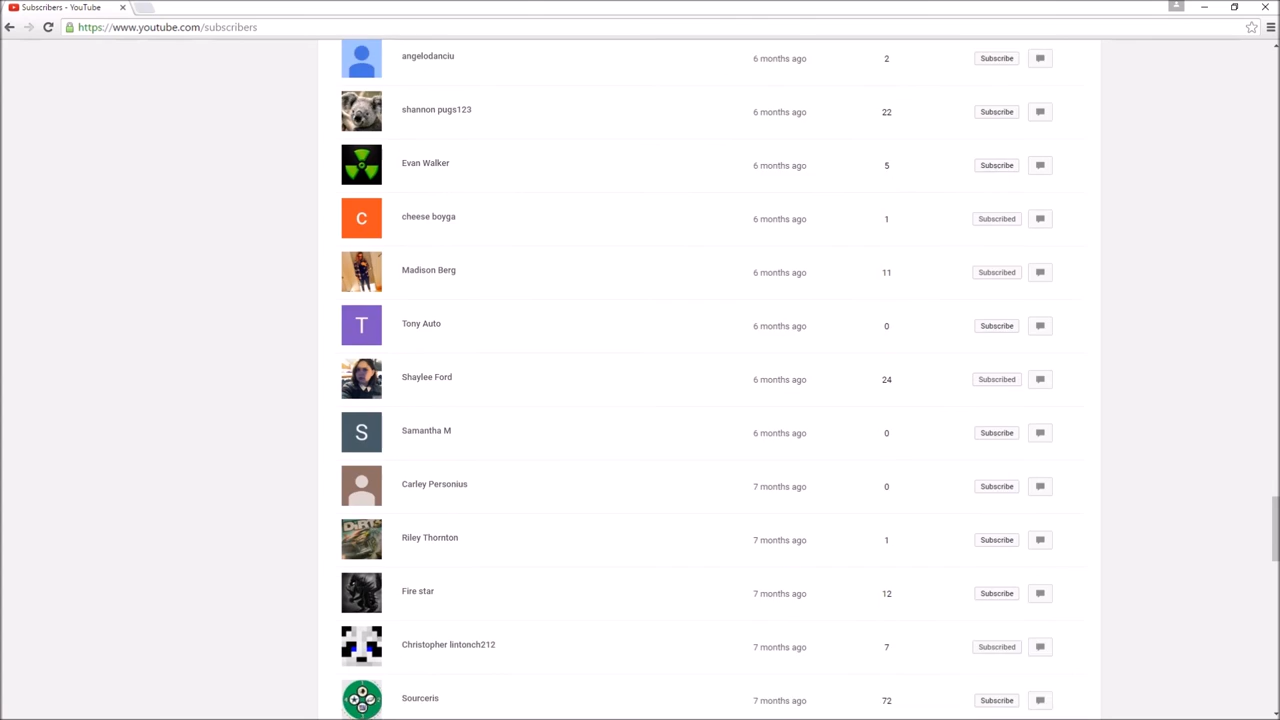 Subscribers - YouTube
https://www.youtube.com/subscribers
angelodanciu 6 months ago 2 Subscribe
shannon pugs123 6 months ago 22 Subscribe
Evan Walker 6 months ago 5 Subscribe
C cheese boyga 6 months ago 1 Subscribed
Madison Berg 6 months ago 11 Subscribed
T Tony Auto 6 months ago 0 Subscribe
Shaylee Ford 6 months ago 24 Subscribed
S Samantha M 6 months ago 0 Subscribe
Carley Personius 7 months ago 0 Subscribe
Riley Thornton 7 months ago 1 Subscribe
Fire star 7 months ago 12 Subscribe
Christopher lintonch212 7 months ago 7 Subscribed
Sourceris 7 months ago 72 Subscribe